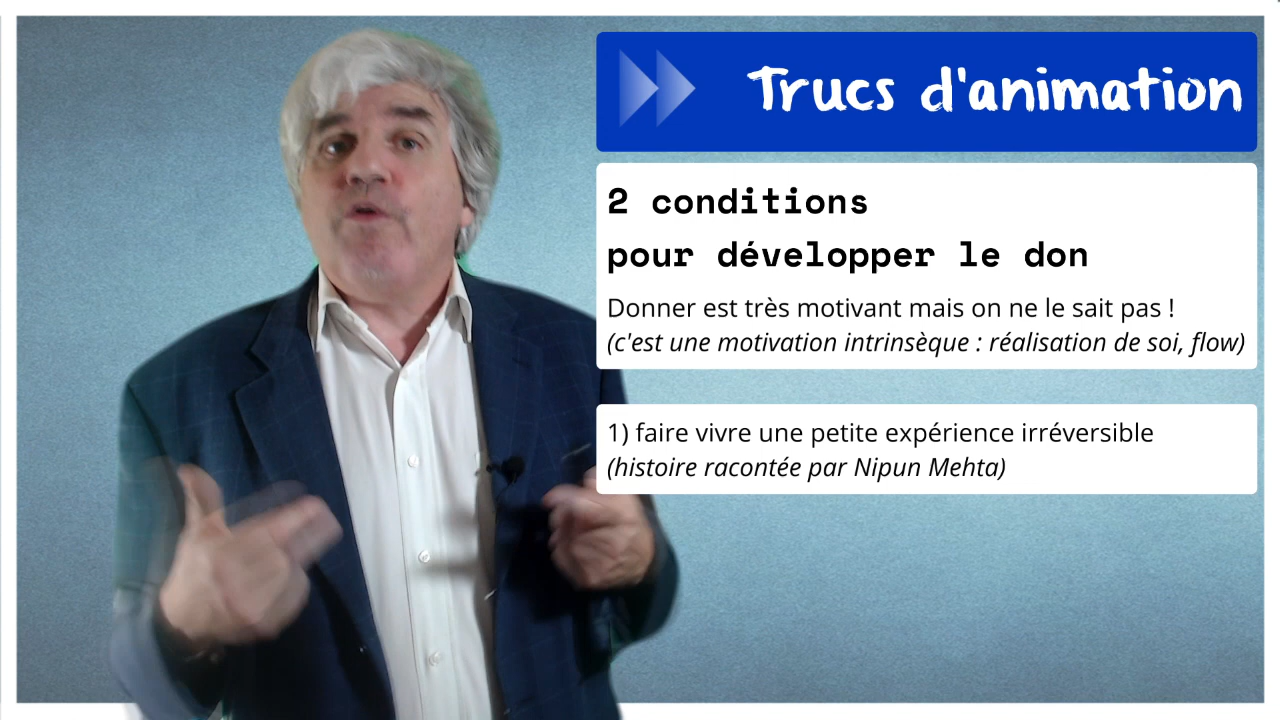 Trucs d'animation
2 conditions
pour développer le don
Donner est très motivant mais on ne le sait pas !
(c'est une motivation intrinsèque : réalisation de soi, flow)
1) faire vivre une petite expérience irréversible
(histoire racontée par Nipun Mehta)